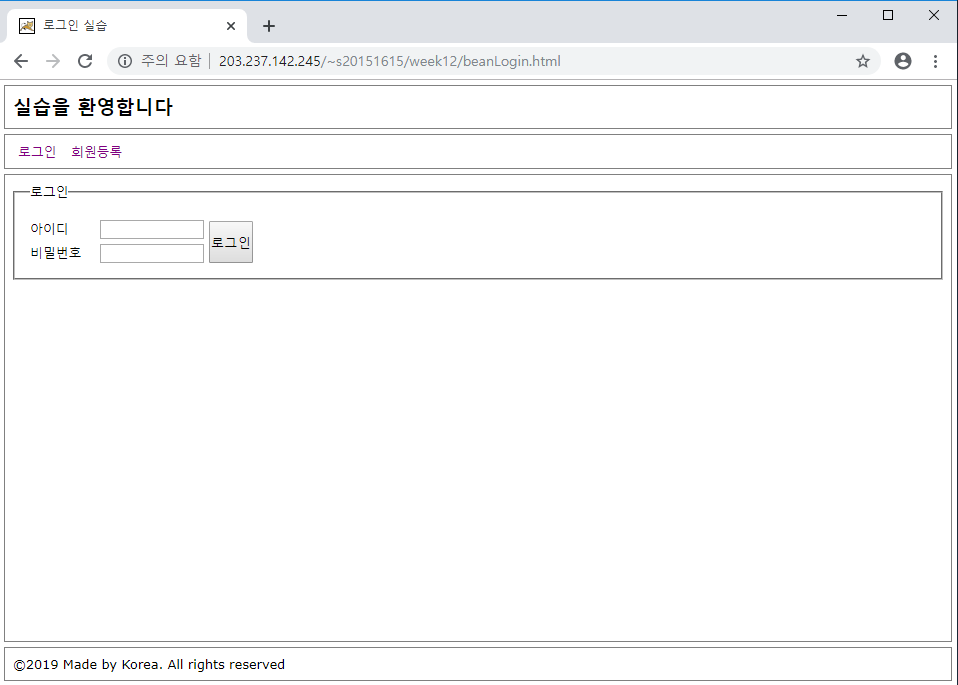 로그인 실습
주의 요함 | 203.237.142.245/~s20151615/week12/beanLogin.html
실습을 환영합니다
로그인 회원등록
로그인
아이디
로그인
비밀번호
©2019 Made by Korea. All rights reserved